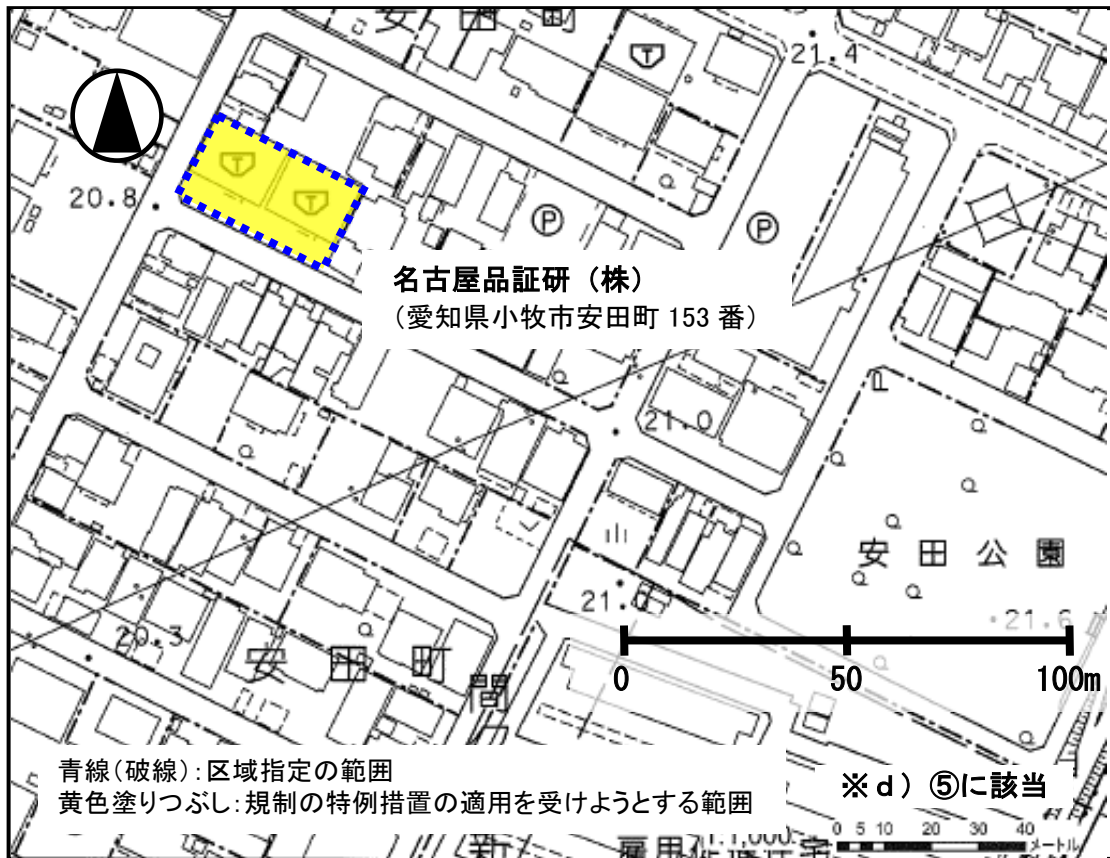 安田町
21.4
T
T
T
20.8
P
P
名古屋品証研（株）
（愛知県小牧市安田町 153 番）
21.0
安田公園
21.
21.6
20.3
安田町
0 50 100m
青線(破線)：区域指定の範囲
黄色塗りつぶし：規制の特例措置の適用を受けようとする範囲
※ｄ）⑤に該当
0 5 10 20 30 40 メートル